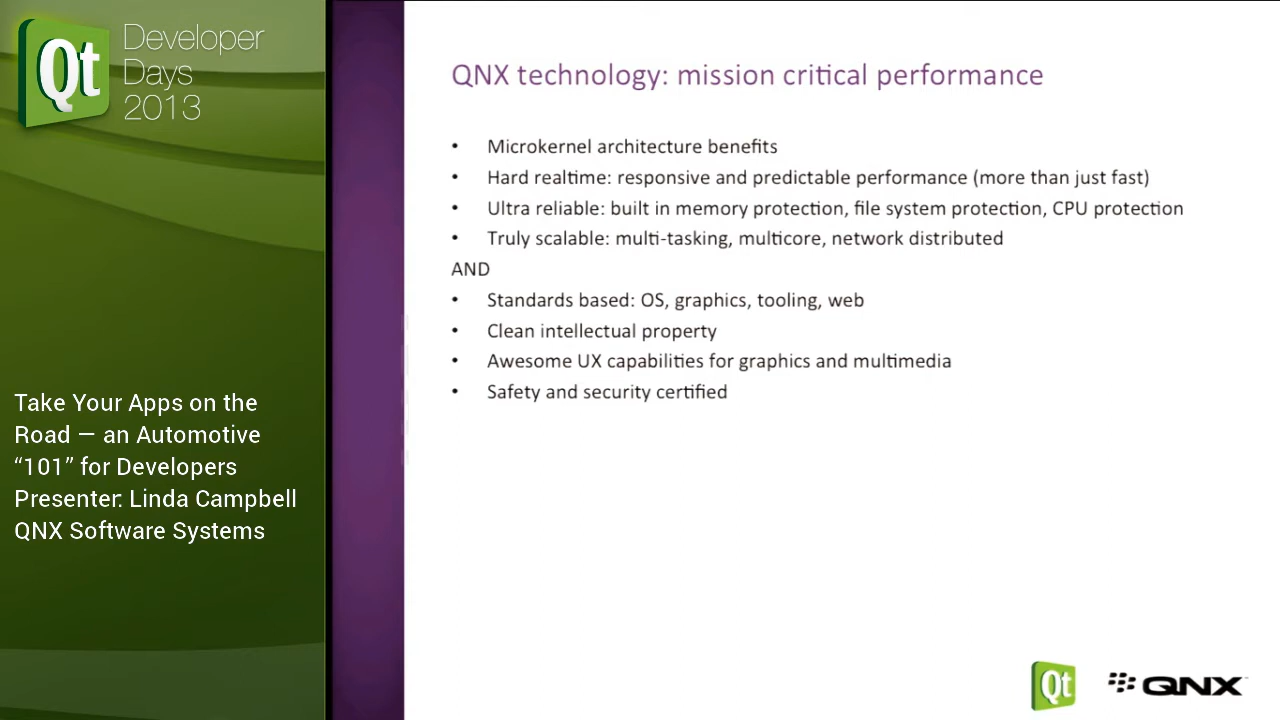 Qt Developer
Days
2013
Take Your Apps on the
Road — an Automotive
“101” for Developers
Presenter: Linda Campbell
QNX Software Systems
QNX technology: mission critical performance
• Microkernel architecture benefits
• Hard realtime: responsive and predictable performance (more than just fast)
• Ultra reliable: built in memory protection, file system protection, CPU protection
• Truly scalable: multi-tasking, multicore, network distributed
AND
• Standards based: OS, graphics, tooling, web
• Clean intellectual property
• Awesome UX capabilities for graphics and multimedia
• Safety and security certified
Qt QNX